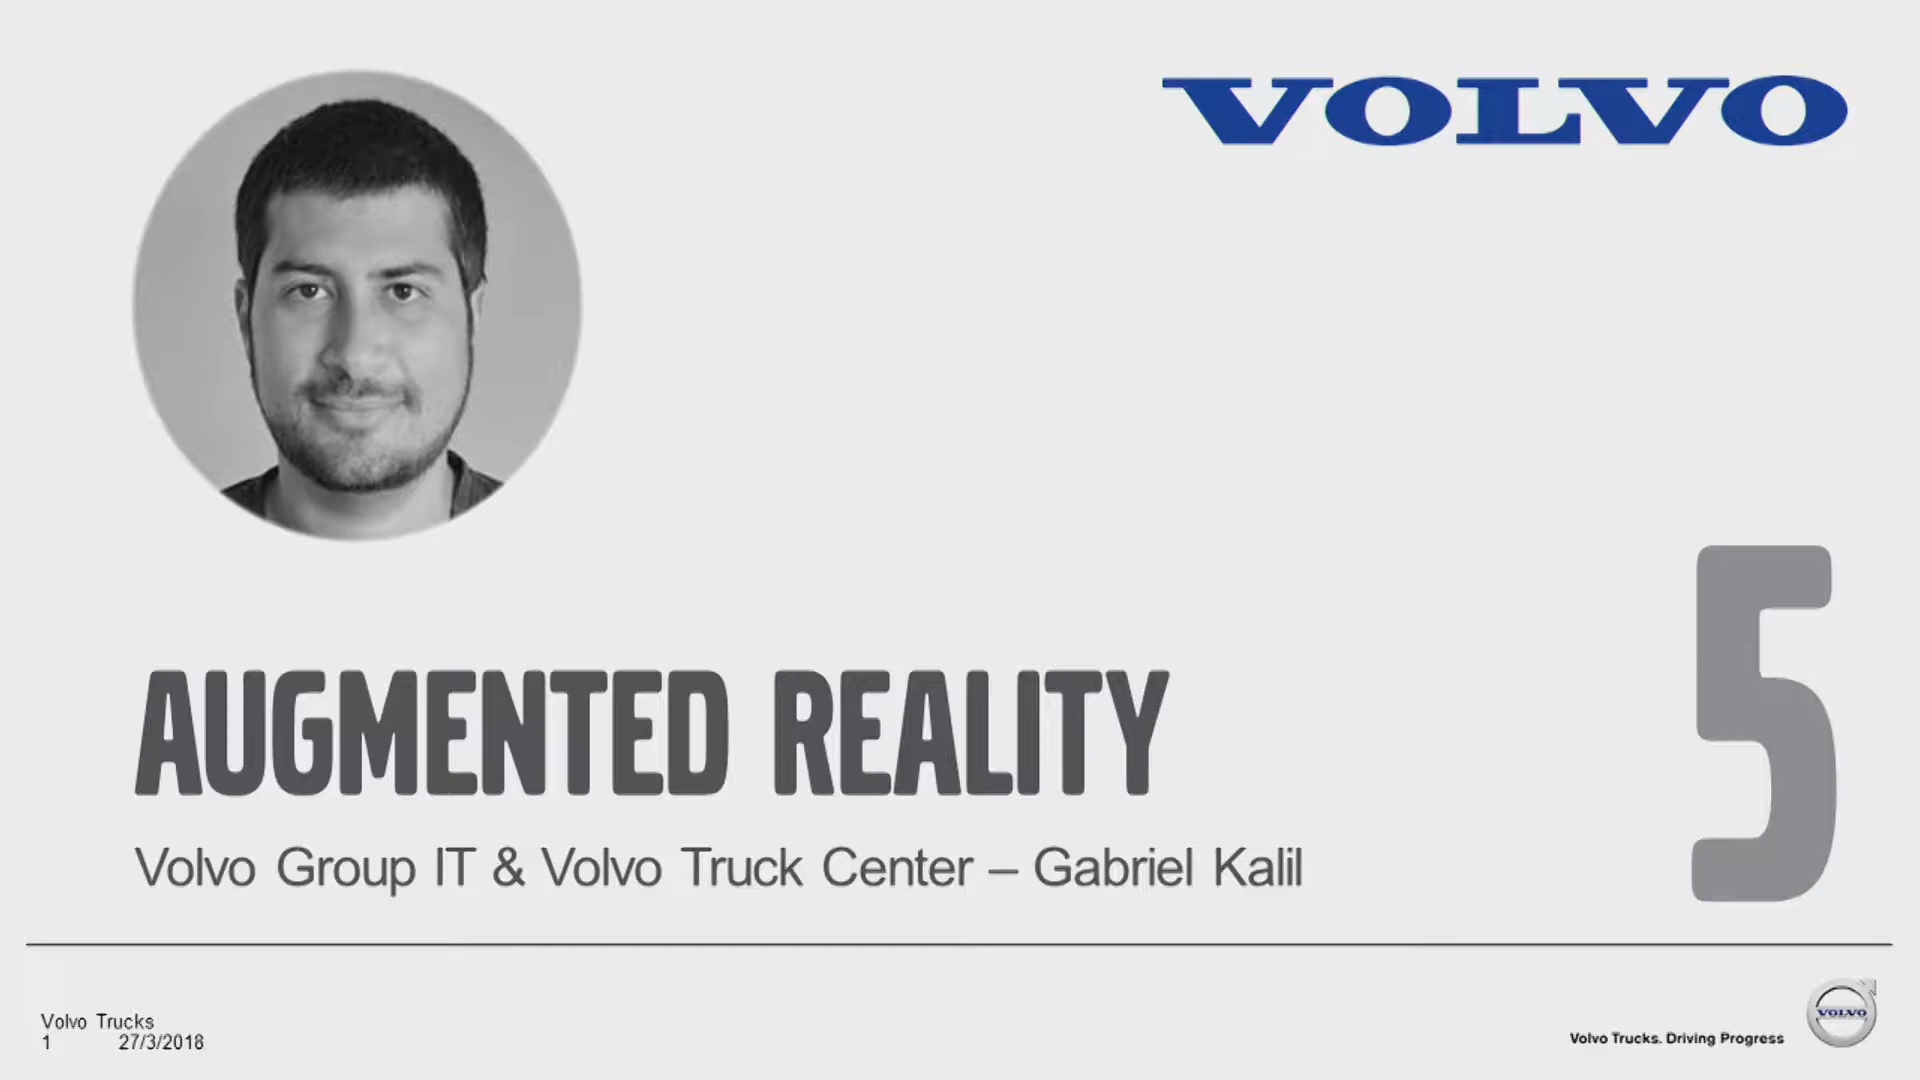 VOLVO
5
AUGMENTED REALITY
Volvo Group IT & Volvo Truck Center – Gabriel Kalil
Volvo Trucks
1 27/3/2018
Volvo Trucks. Driving Progress
VOLVO